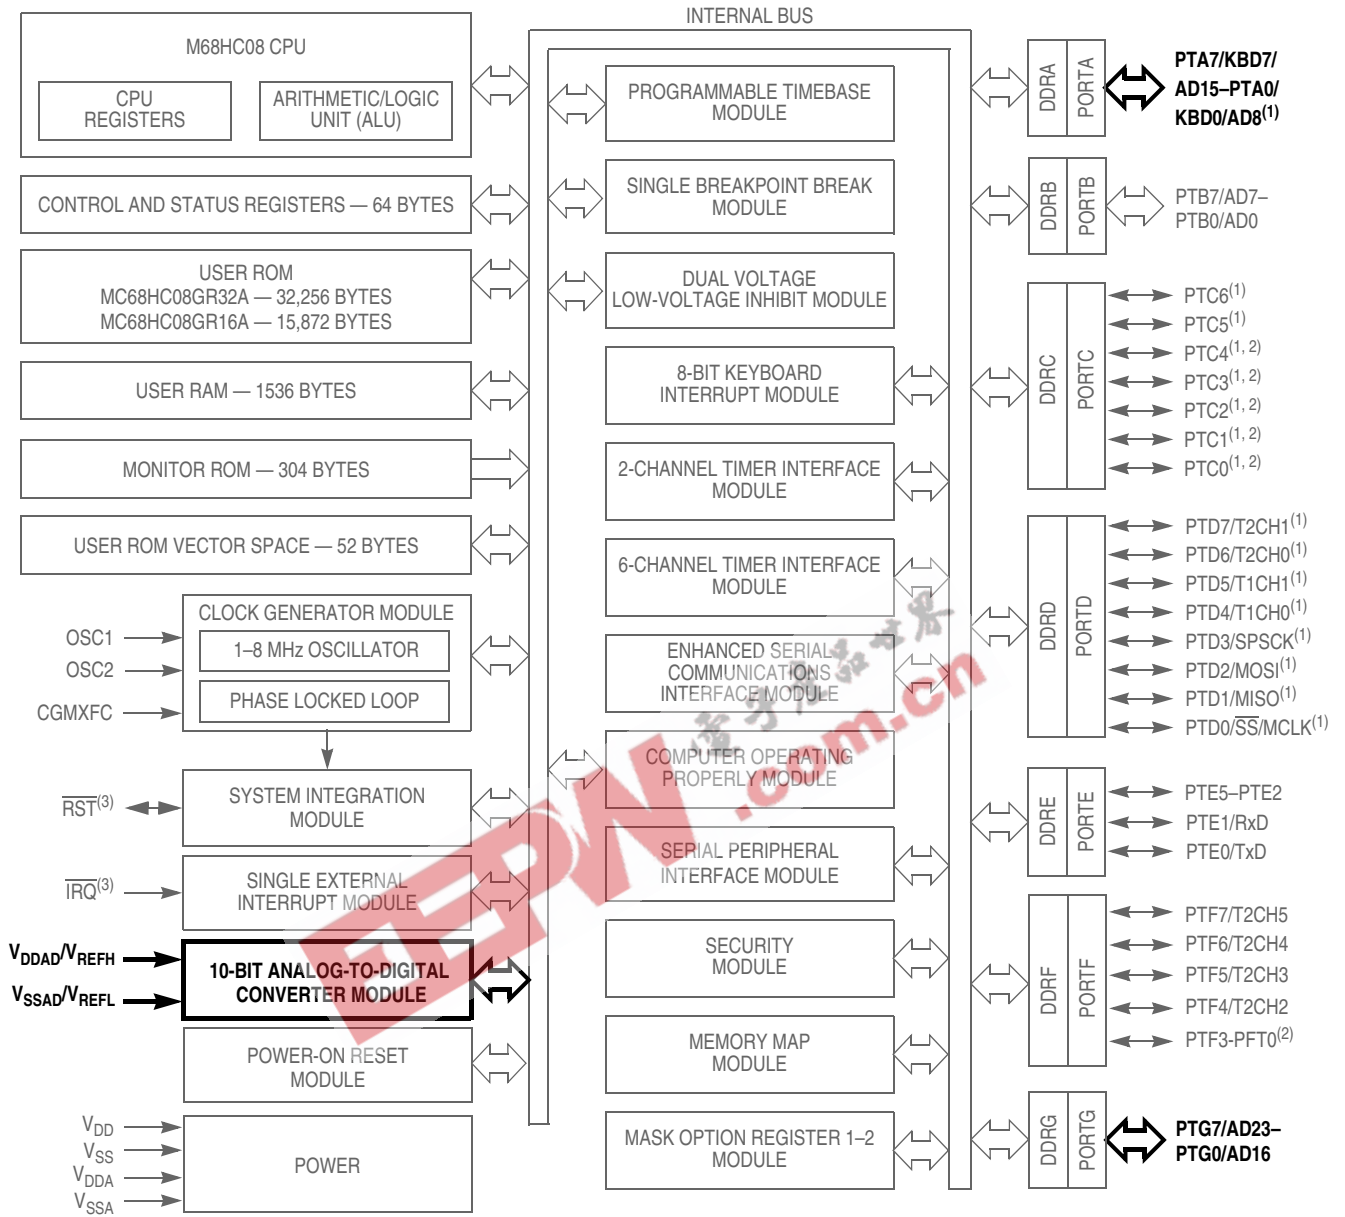 INTERNAL BUS
M68HC08 CPU
CPU
REGISTERS
ARITHMETIC/LOGIC
UNIT (ALU)
CONTROL AND STATUS REGISTERS — 64 BYTES
USER ROM
MC68HC08GR32A — 32,256 BYTES
MC68HC08GR16A — 15,872 BYTES
USER RAM — 1536 BYTES
MONITOR ROM — 304 BYTES
USER ROM VECTOR SPACE — 52 BYTES
OSC1
OSC2
CGMXFC
CLOCK GENERATOR MODULE
1–8 MHz OSCILLATOR
PHASE LOCKED LOOP
RST(3)
SYSTEM INTEGRATION
MODULE
IRQ(3)
SINGLE EXTERNAL
INTERRUPT MODULE
VDDAD/VREFH
VSSAD/VREFL
10-BIT ANALOG-TO-DIGITAL
CONVERTER MODULE
POWER-ON RESET
MODULE
VDD
VSS
VDDA
VSSA
POWER
PROGRAMMABLE TIMEBASE
MODULE
SINGLE BREAKPOINT BREAK
MODULE
DUAL VOLTAGE
LOW-VOLTAGE INHIBIT MODULE
8-BIT KEYBOARD
INTERRUPT MODULE
2-CHANNEL TIMER INTERFACE
MODULE
6-CHANNEL TIMER INTERFACE
MODULE
ENHANCED SERIAL
COMMUNICATIONS
INTERFACE MODULE
COMPUTER OPERATING
PROPERLY MODULE
SERIAL PERIPHERAL
INTERFACE MODULE
SECURITY
MODULE
MEMORY MAP
MODULE
MASK OPTION REGISTER 1–2
MODULE
DDRA
PORTA
PTA7/KBD7/
AD15–PTA0/
KBD0/AD8(1)
DDRB
PORTB
PTB7/AD7–
PTB0/AD0
DDRC
PORTC
PTC6(1)
PTC5(1)
PTC4(1, 2)
PTC3(1, 2)
PTC2(1, 2)
PTC1(1, 2)
PTC0(1, 2)
DDRD
PORTD
PTD7/T2CH1(1)
PTD6/T2CH0(1)
PTD5/T1CH1(1)
PTD4/T1CH0(1)
PTD3/SPSCK(1)
PTD2/MOSI(1)
PTD1/MISO(1)
PTD0/SS/MCLK(1)
DDRE
PORTE
PTE5–PTE2
PTE1/RxD
PTE0/TxD
DDRF
PORTF
PTF7/T2CH5
PTF6/T2CH4
PTF5/T2CH3
PTF4/T2CH2
PTF3-PFT0(2)
DDRG
PORTG
PTG7/AD23–
PTG0/AD16
EEPW
.com.cn
電子産品世界